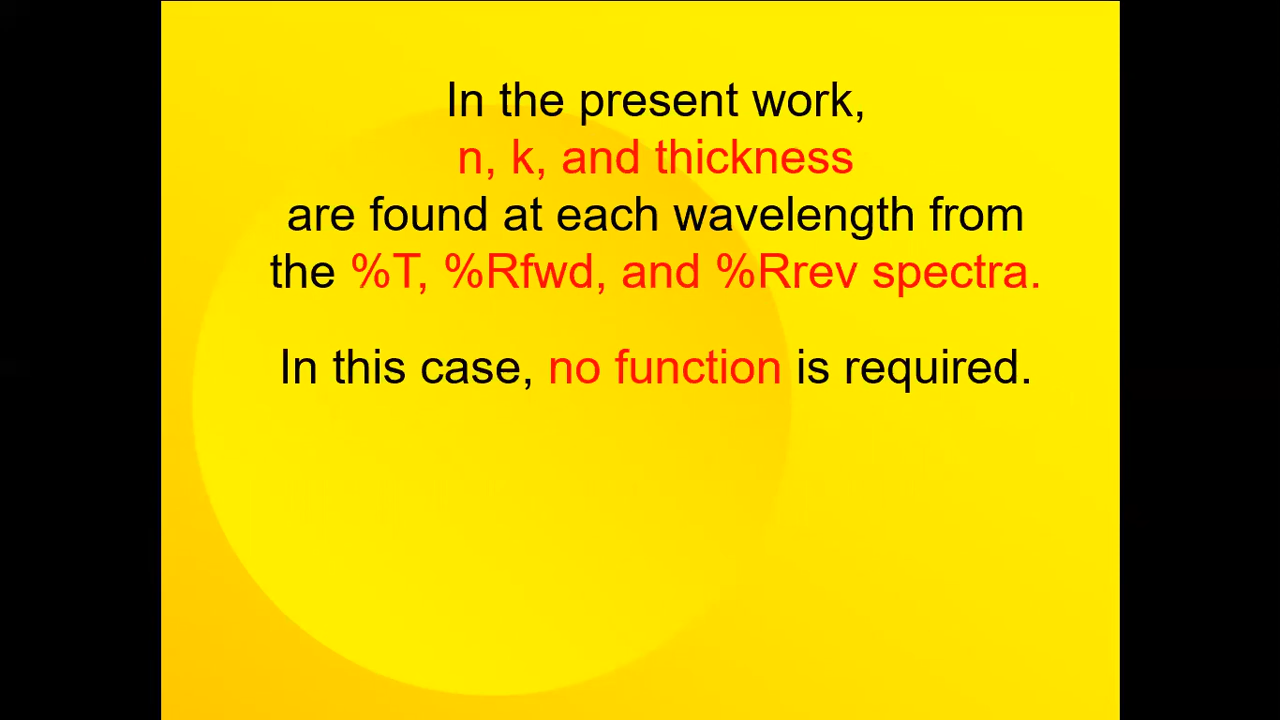 In the present work,
n, k, and thickness
are found at each wavelength from
the %T, %Rfwd, and %Rrev spectra.
In this case, no function is required.